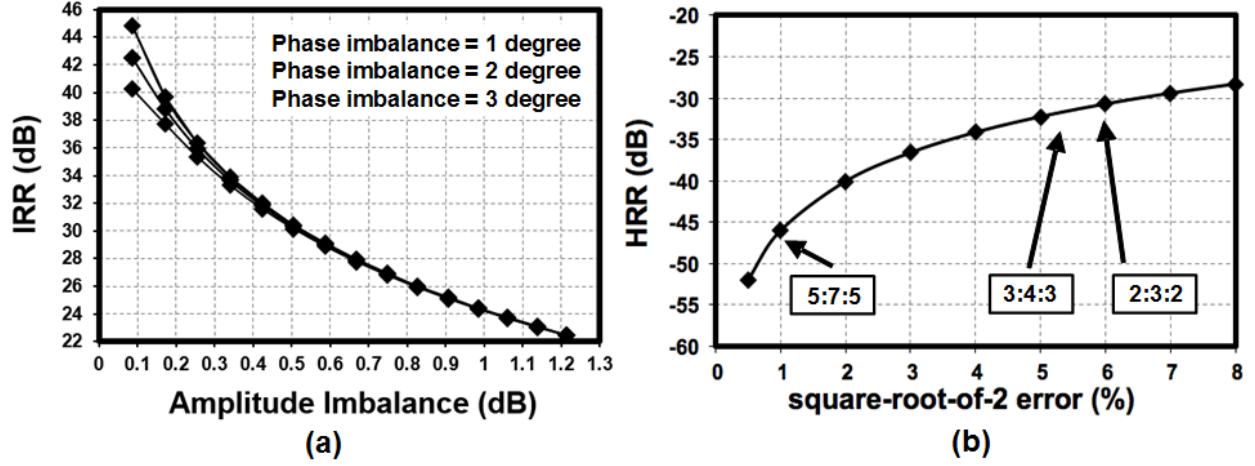 46
44
42
40
38
36
34
32
30
28
26
24
22
IRR (dB)
Phase imbalance = 1 degree
Phase imbalance = 2 degree
Phase imbalance = 3 degree
0 0.1 0.2 0.3 0.4 0.5 0.6 0.7 0.8 0.9 1 1.1 1.2 1.3
Amplitude Imbalance (dB)
(a)
-20
-25
-30
-35
-40
-45
-50
-55
-60
HRR (dB)
5:7:5
3:4:3
2:3:2
0 1 2 3 4 5 6 7 8
square-root-of-2 error (%)
(b)